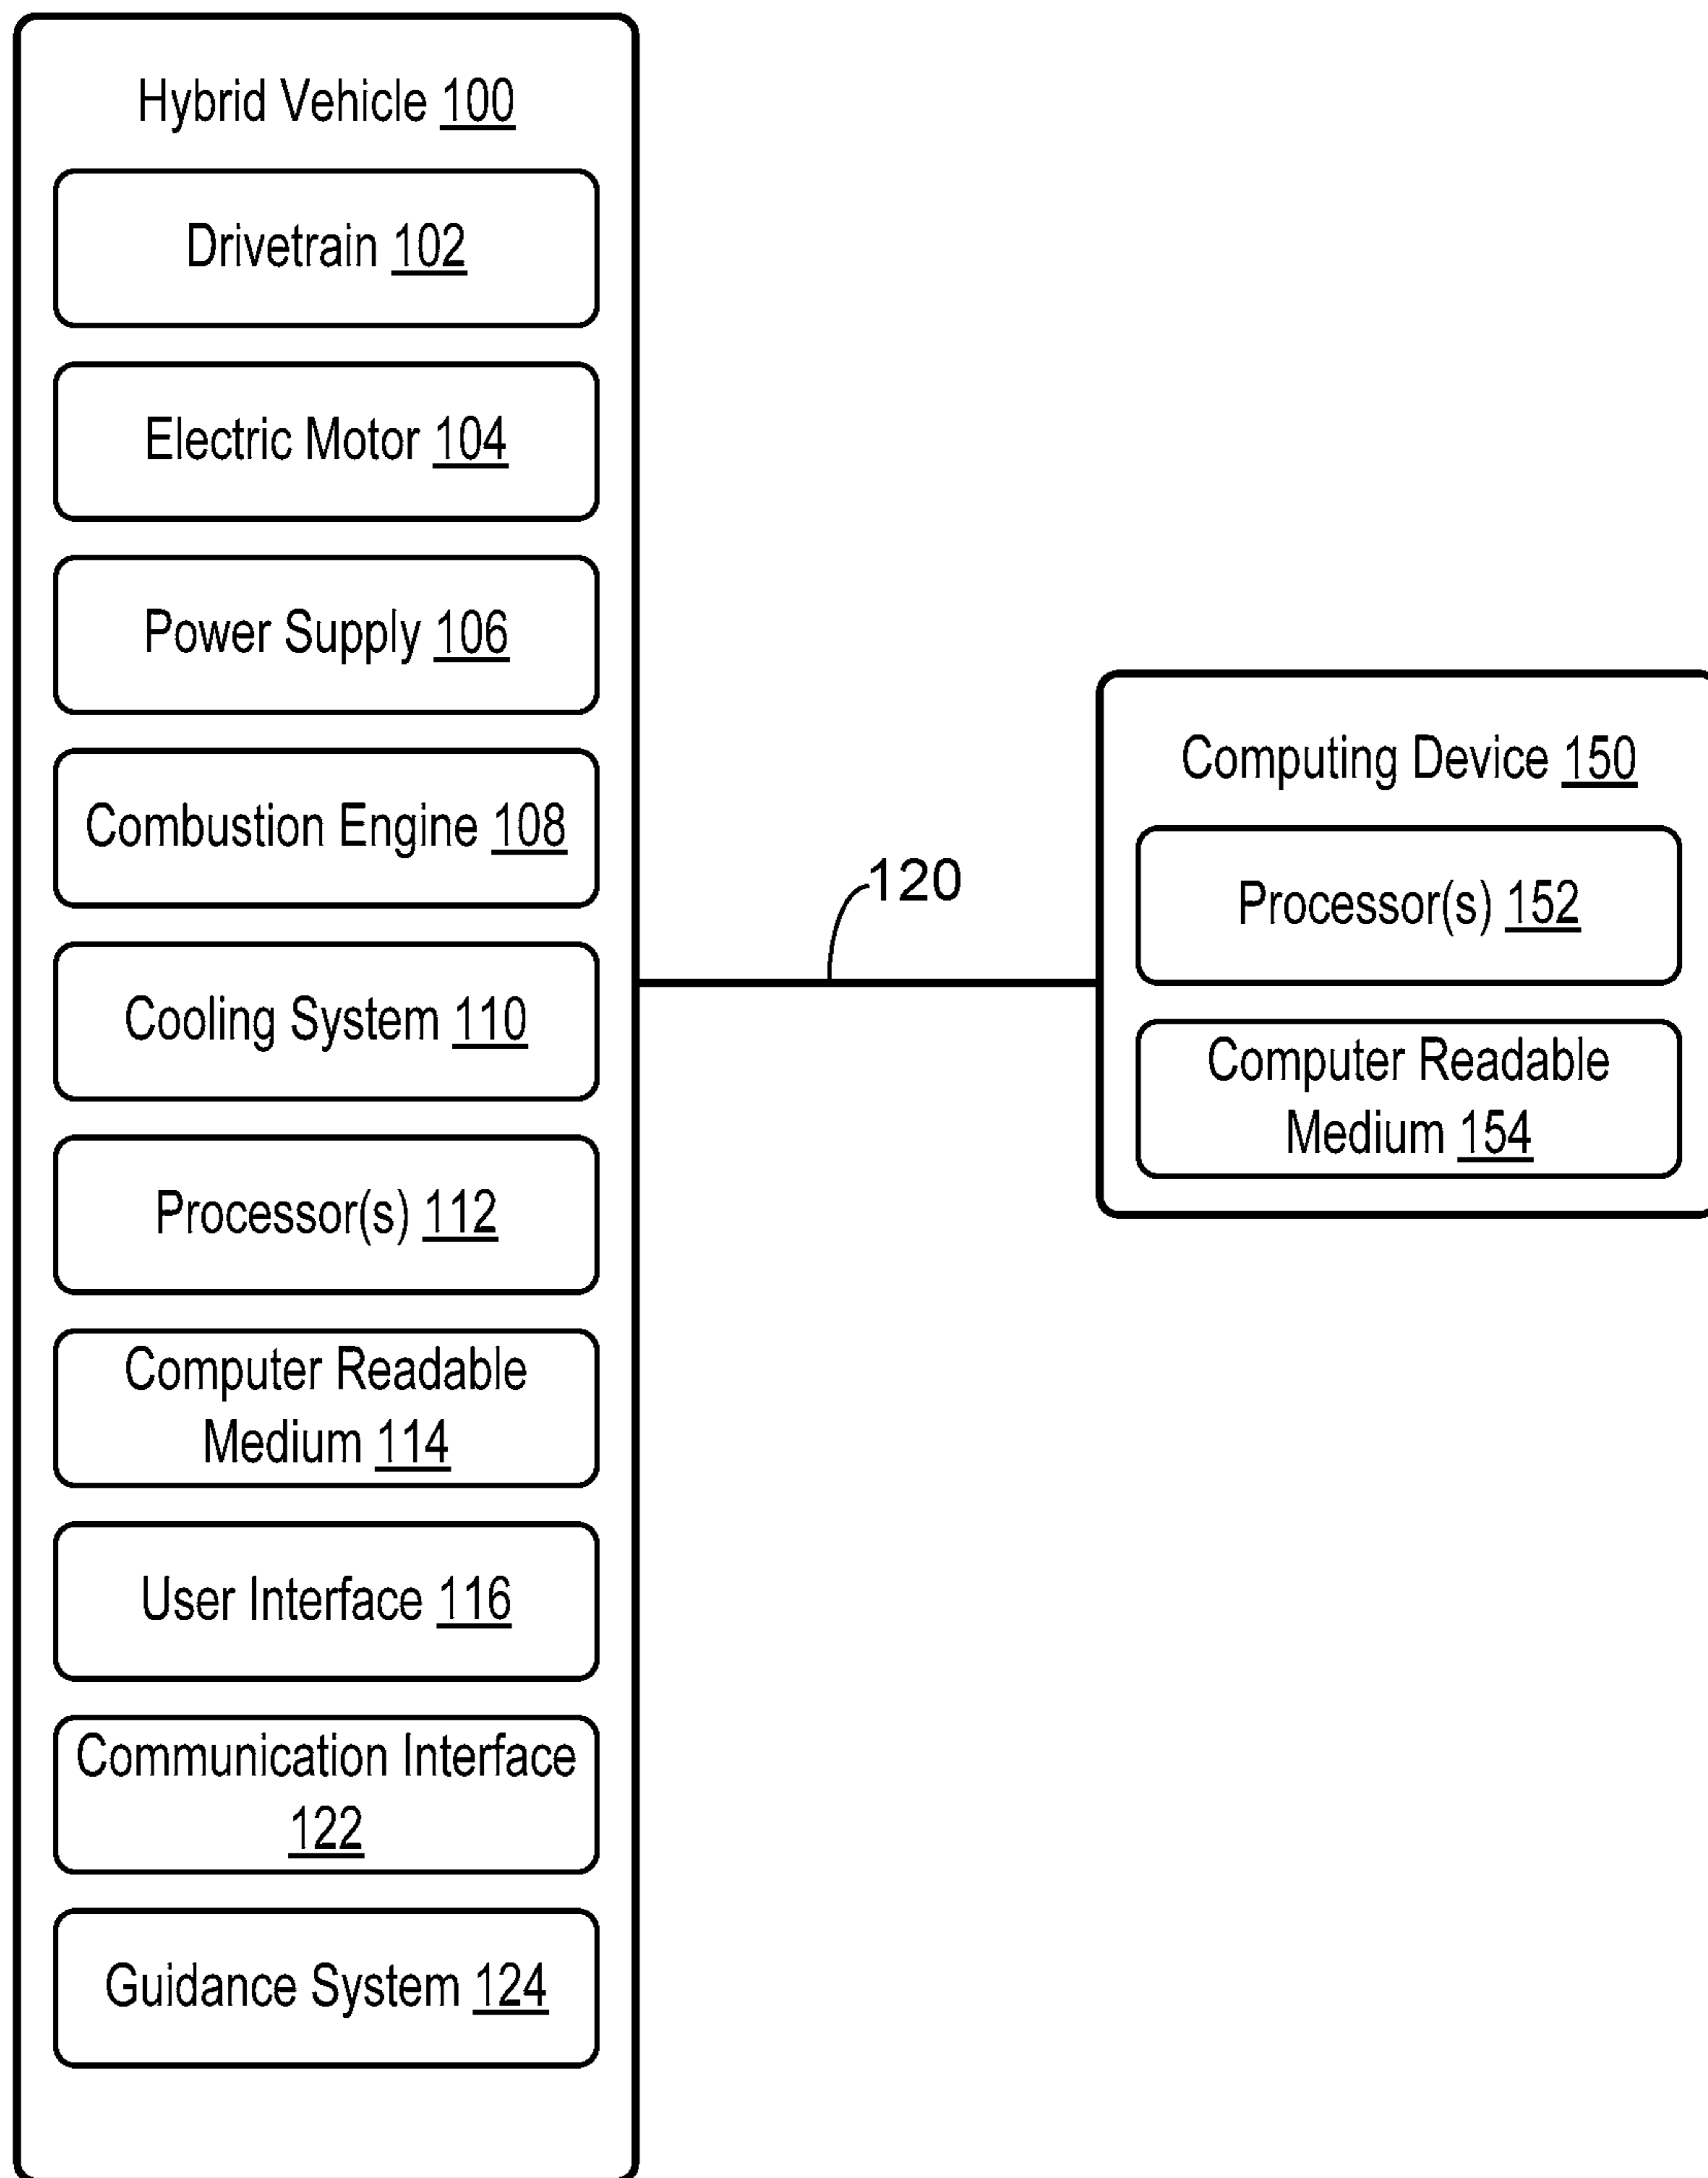 Hybrid Vehicle 100
Drivetrain 102
Electric Motor 104
Power Supply 106
Combustion Engine 108
Cooling System 110
Processor(s) 112
Computer Readable
Medium 114
User Interface 116
Communication Interface
122
Guidance System 124
120
Computing Device 150
Processor(s) 152
Computer Readable
Medium 154